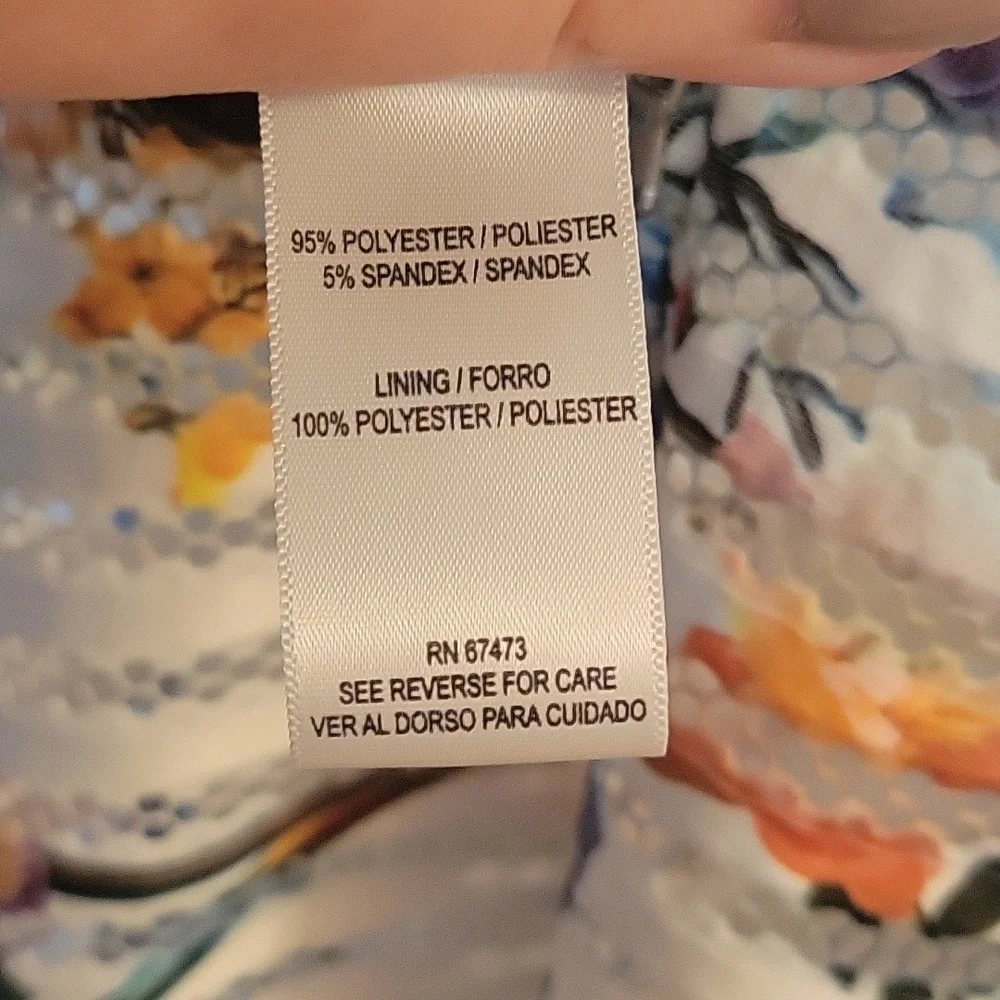 95% POLYESTER / POLIESTER
5% SPANDEX / SPANDEX
LINING / FORRO
100% POLYESTER / POLIESTER
RN 87473
SEE REVERSE FOR CARE
VER AL DORSO PARA CUIDADO